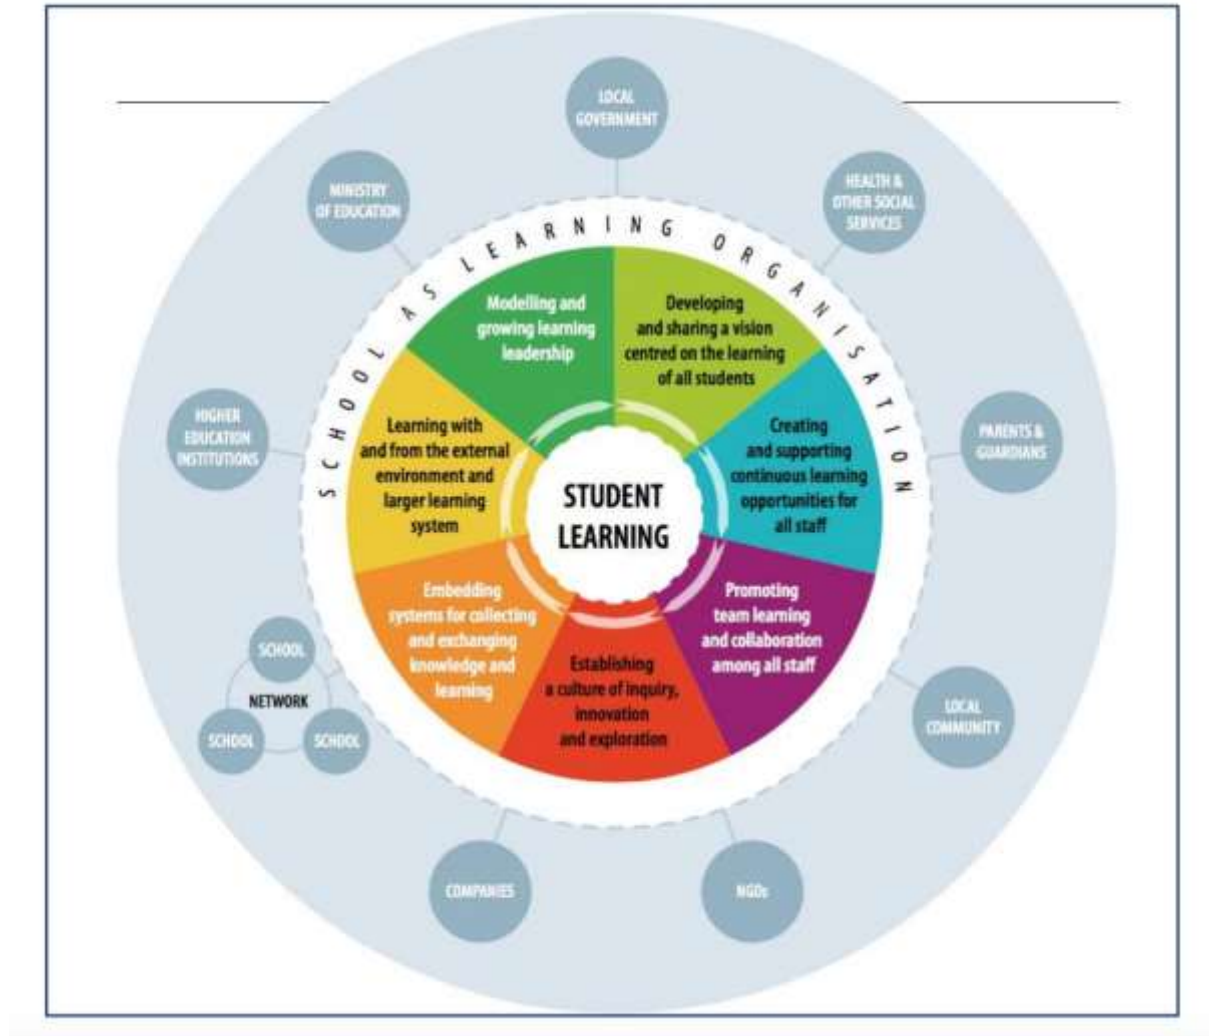 LOCAL
GOVERNMENT
HEALTH &
OTHER SOCIAL
SERVICES
PARENTS &
GUARDIANS
LOCAL
COMMUNITY
NGOs
COMPANIES
SCHOOL
NETWORK
SCHOOL
SCHOOL
HIGHER
EDUCATION
INSTITUTIONS
MINISTRY
OF EDUCATION
SCHOOL AS LEARNING ORGANISATION
Developing
and sharing a vision
centred on the learning
of all students
Creating
and supporting
continuous learning
opportunities for
all staff
Promoting
team learning
and collaboration
among all staff
Establishing
a culture of inquiry,
innovation
and exploration
Embedding
systems for collecting
and exchanging
knowledge and
learning
Learning with
and from the external
environment and
larger learning
system
Modelling and
growing learning
leadership
STUDENT
LEARNING